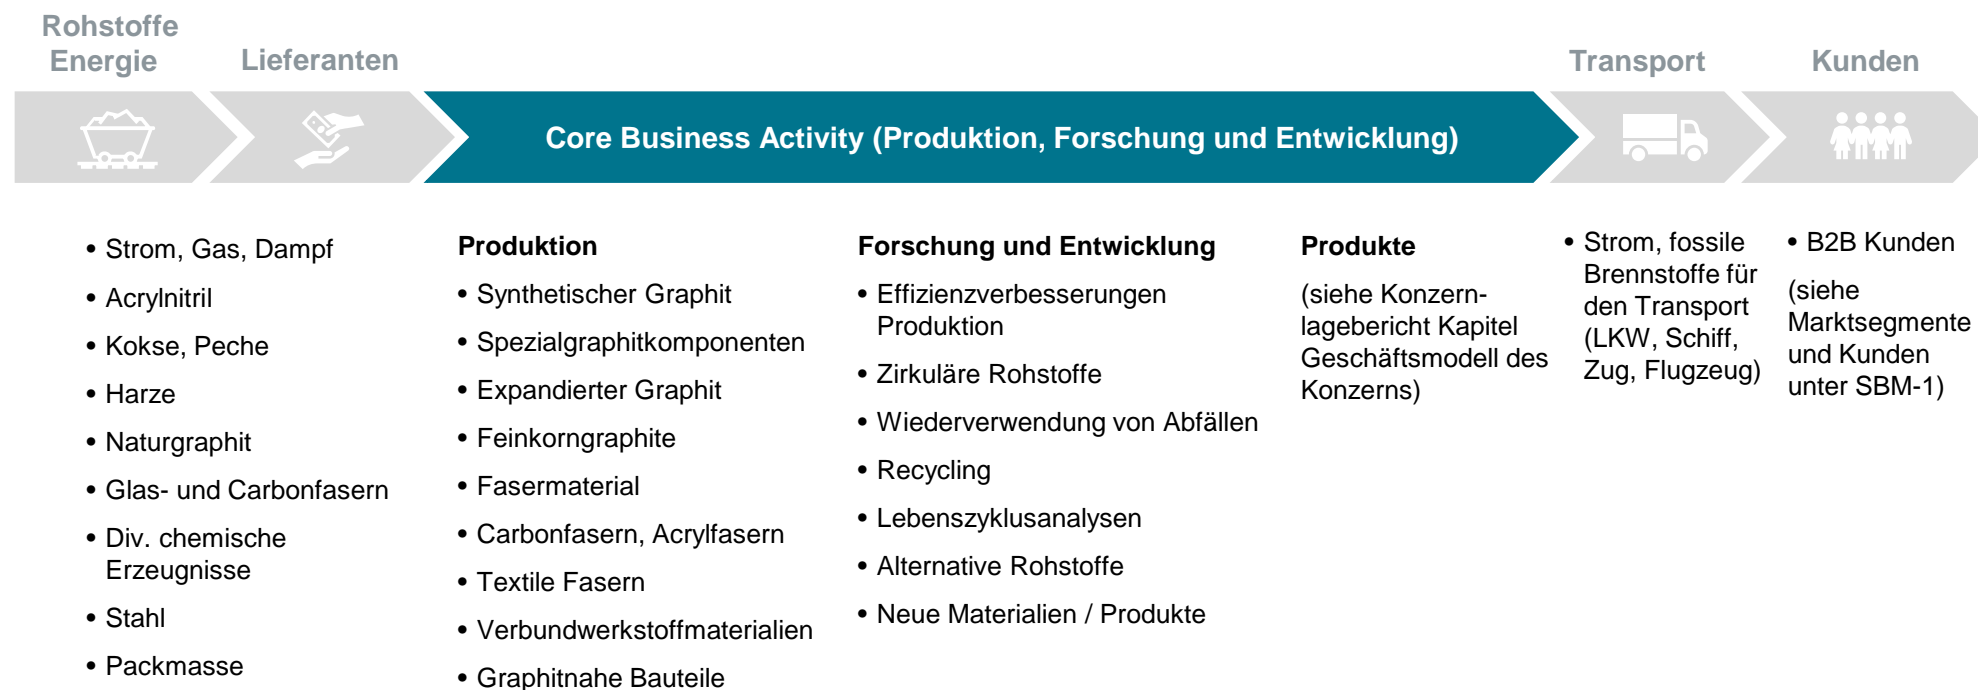 Rohstoffe
Energie
Lieferanten
Core Business Activity (Produktion, Forschung und Entwicklung)
Transport
Kunden
• Strom, Gas, Dampf
• Acrylnitril
• Kokse, Peche
• Harze
• Naturgraphit
• Glas- und Carbonfasern
• Div. chemische
Erzeugnisse
• Stahl
• Packmasse
Produktion
• Synthetischer Graphit
• Spezialgraphitkomponenten
• Expandierter Graphit
• Feinkorngraphite
• Fasermaterial
• Carbonfasern, Acrylfasern
• Textile Fasern
• Verbundwerkstoffmaterialien
• Graphitnahe Bauteile
Forschung und Entwicklung
• Effizienzverbesserungen
Produktion
• Zirkuläre Rohstoffe
• Wiederverwendung von Abfällen
• Recycling
• Lebenszyklusanalysen
• Alternative Rohstoffe
• Neue Materialien / Produkte
Produkte
(siehe Konzern-
lagebericht Kapitel
Geschäftsmodell des
Konzerns)
• Strom, fossile
Brennstoffe für
den Transport
(LKW, Schiff,
Zug, Flugzeug)
• B2B Kunden
(siehe
Marktsegmente
und Kunden
unter SBM-1)